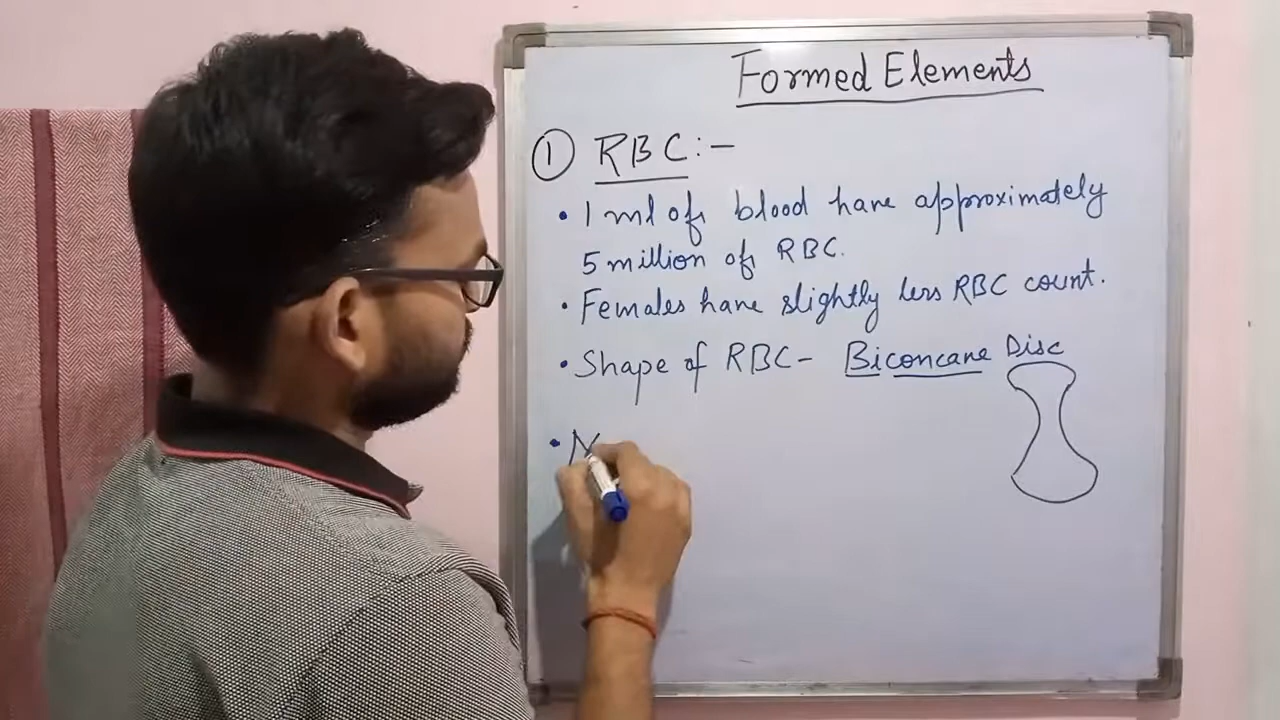 Formed Elements
① RBC:-
• 1 ml of blood have approximately
5 million of RBC.
• Females have slightly less RBC count.
• Shape of RBC- Biconcave Disc
• N